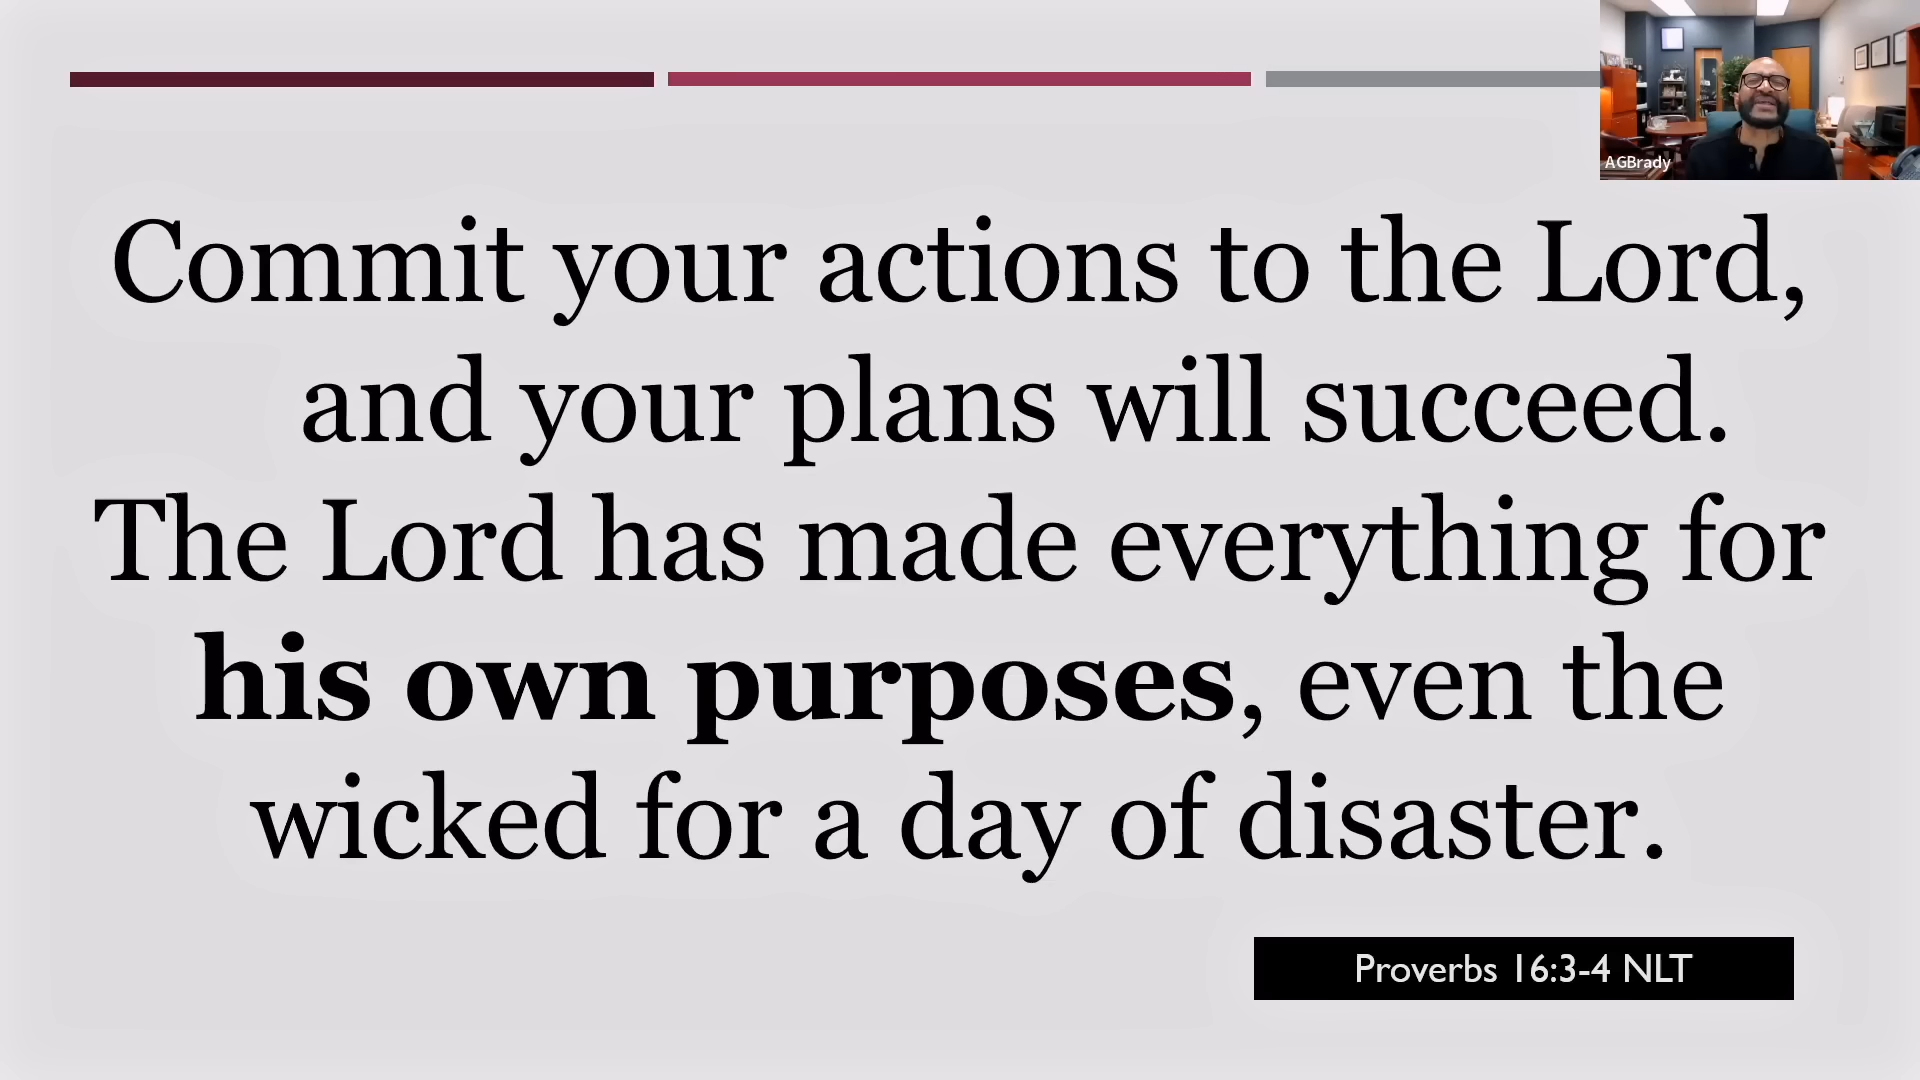 AGBrady
Commit your actions to the Lord,
and your plans will succeed.
The Lord has made everything for
his own purposes, even the
wicked for a day of disaster.
Proverbs 16:3-4 NLT